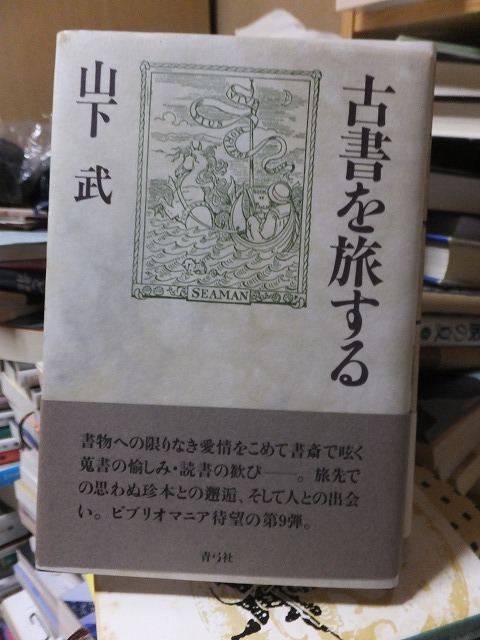 古書を旅する
山下 武
SEAMAN
書物への限りなき愛情をこめて書斎で呟く
蒐書の愉しみ・読書の歓び――。旅先で
の思わぬ珍本との邂逅、そして人との出会
い。ビブリオマニア待望の第9弾。
青弓社